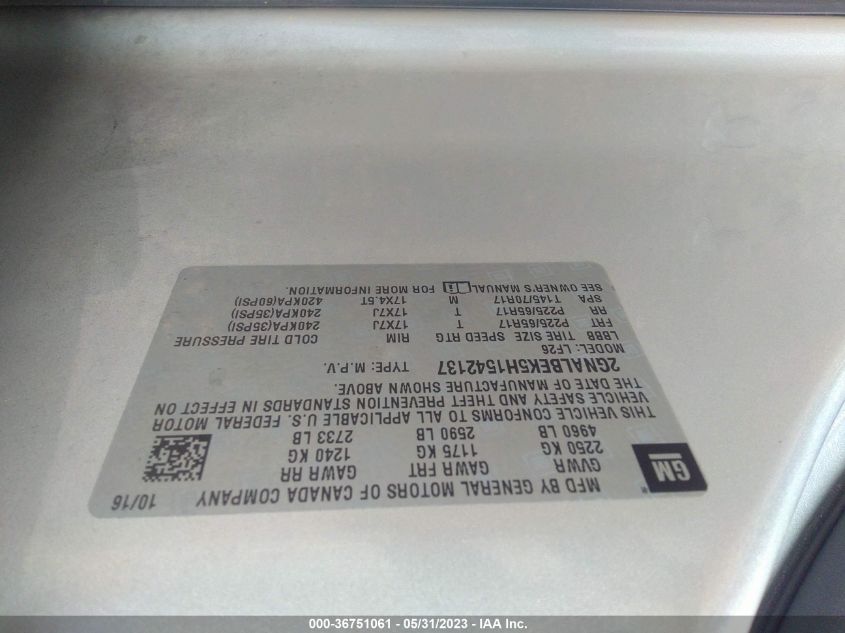 MFD BY GENERAL MOTORS OF CANADA COMPANY 10/16
GM
GVWR GAWR FRT GAWR RR
2250 KG 1175 KG 1240 KG
4960 LB 2590 LB 2733 LB
THIS VEHICLE CONFORMS TO ALL APPLICABLE U.S. FEDERAL MOTOR
VEHICLE SAFETY AND THEFT PREVENTION STANDARDS IN EFFECT ON
THE DATE OF MANUFACTURE SHOWN ABOVE.
2GNALBEK5H1542137 TYPE: M.P.V.
MODEL: LF26
LBBB TIRE SIZE SPEED RTG RIM COLD TIRE PRESSURE
FRT P225/65R17 T 17X7J 240KPA(35PSI)
RR P225/65R17 T 17X7J 240KPA(35PSI)
SPA T145/70R17 M 17X4.5T 420KPA(60PSI)
SEE OWNER'S MANUAL FOR MORE INFORMATION.
000-36751061 - 05/31/2023 - IAA Inc.